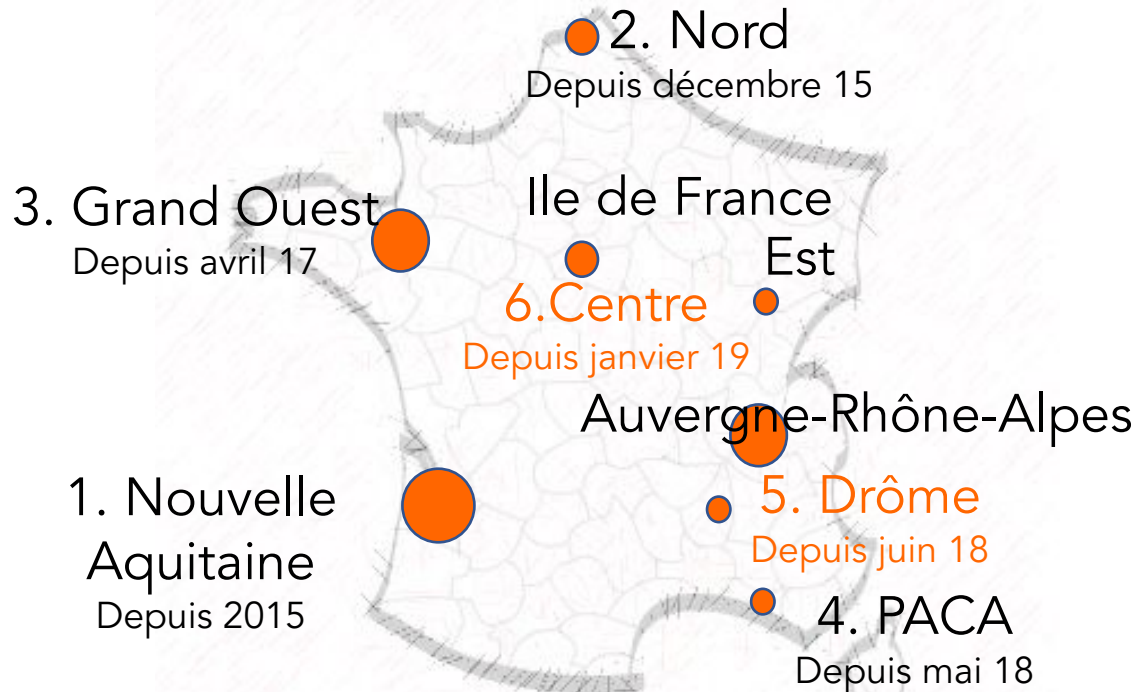 2. Nord
Depuis décembre 15
3. Grand Ouest
Depuis avril 17
Ile de France
Est
6.Centre
Depuis janvier 19
Auvergne-Rhône-Alpes
1. Nouvelle
Aquitaine
Depuis 2015
5. Drôme
Depuis juin 18
4. PACA
Depuis mai 18